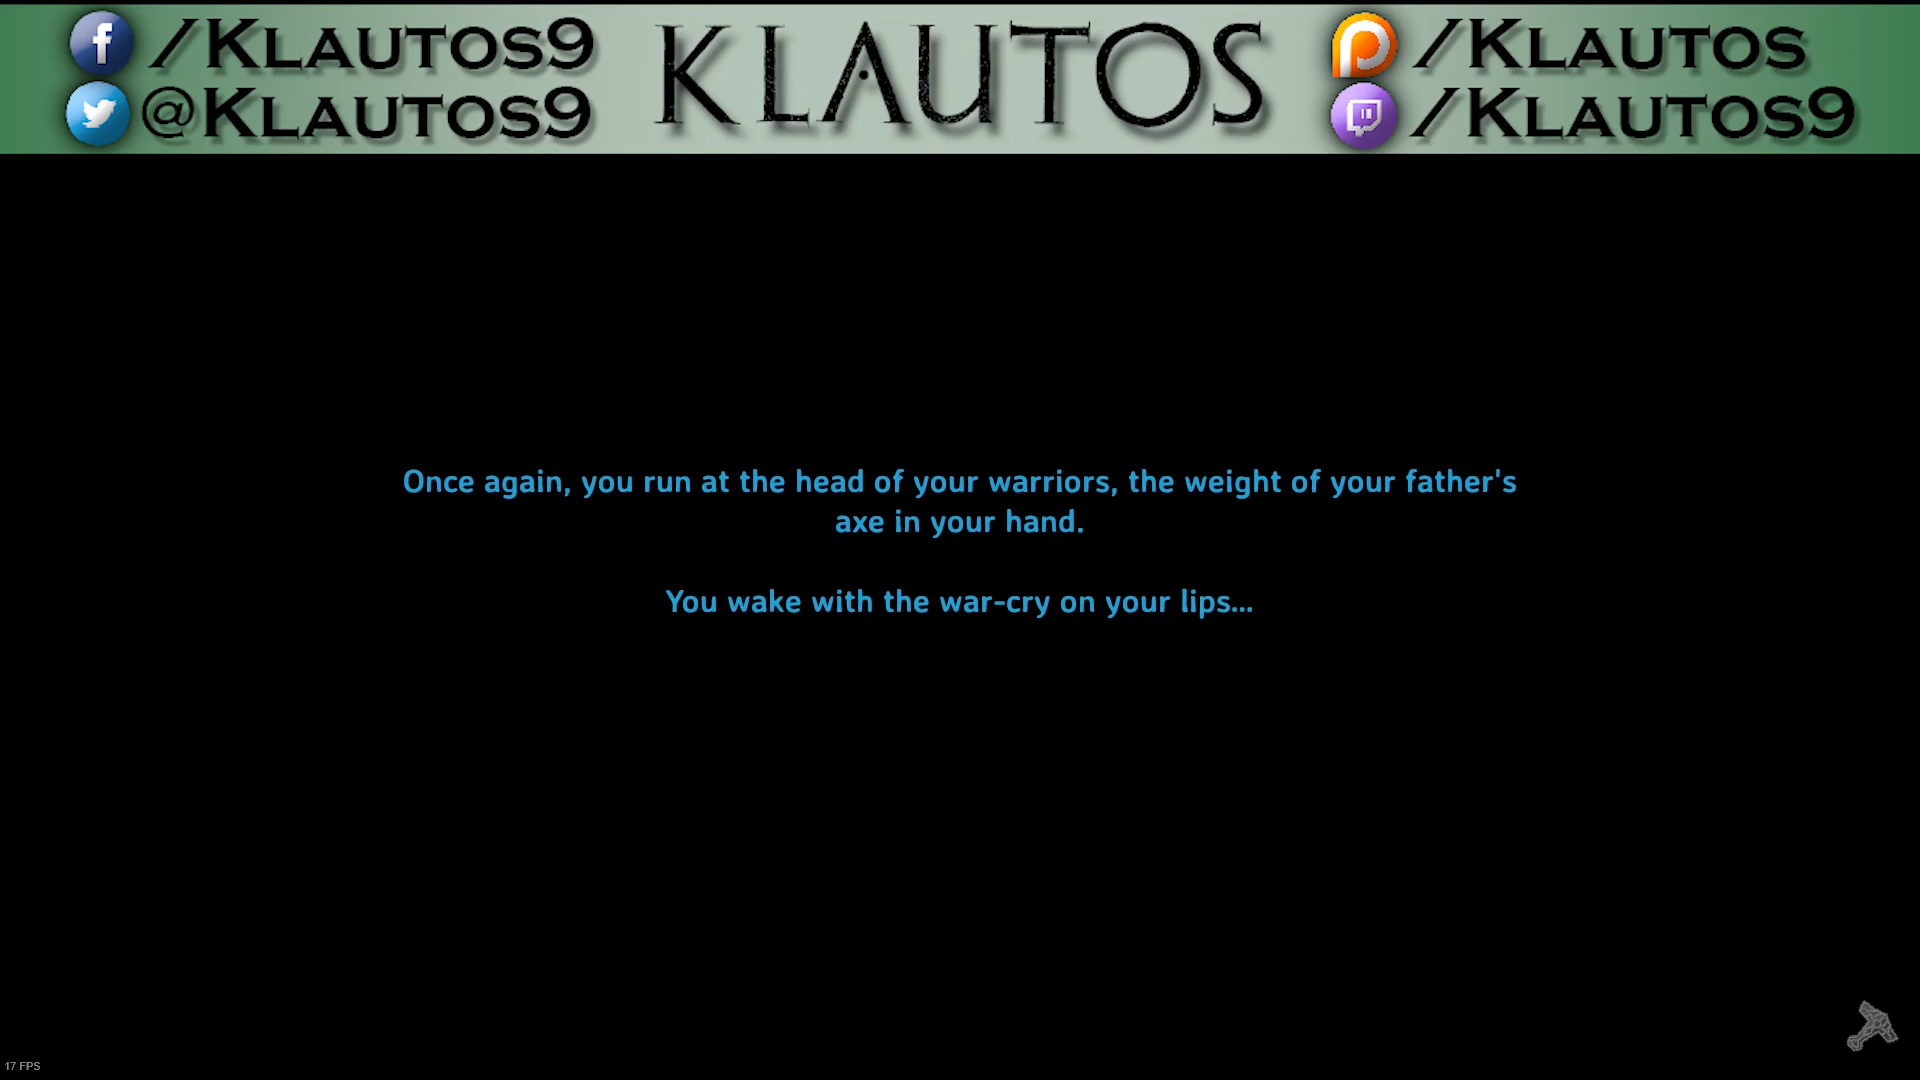 /Klautos9
@Klautos9
KLAUTOS
/Klautos
/Klautos9
Once again, you run at the head of your warriors, the weight of your father's
axe in your hand.
You wake with the war-cry on your lips...
17 FPS